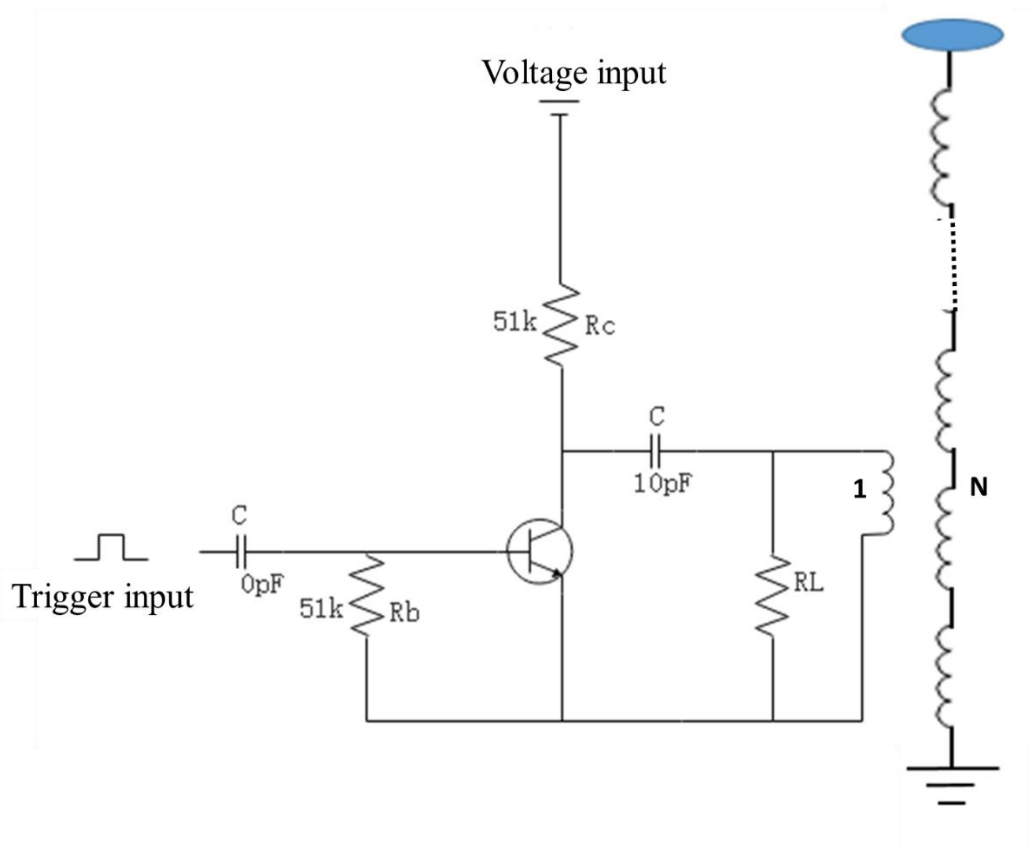 Voltage input
51k
Rc
C
10pF
1
N
C
0pF
Trigger input
51k
Rb
RL